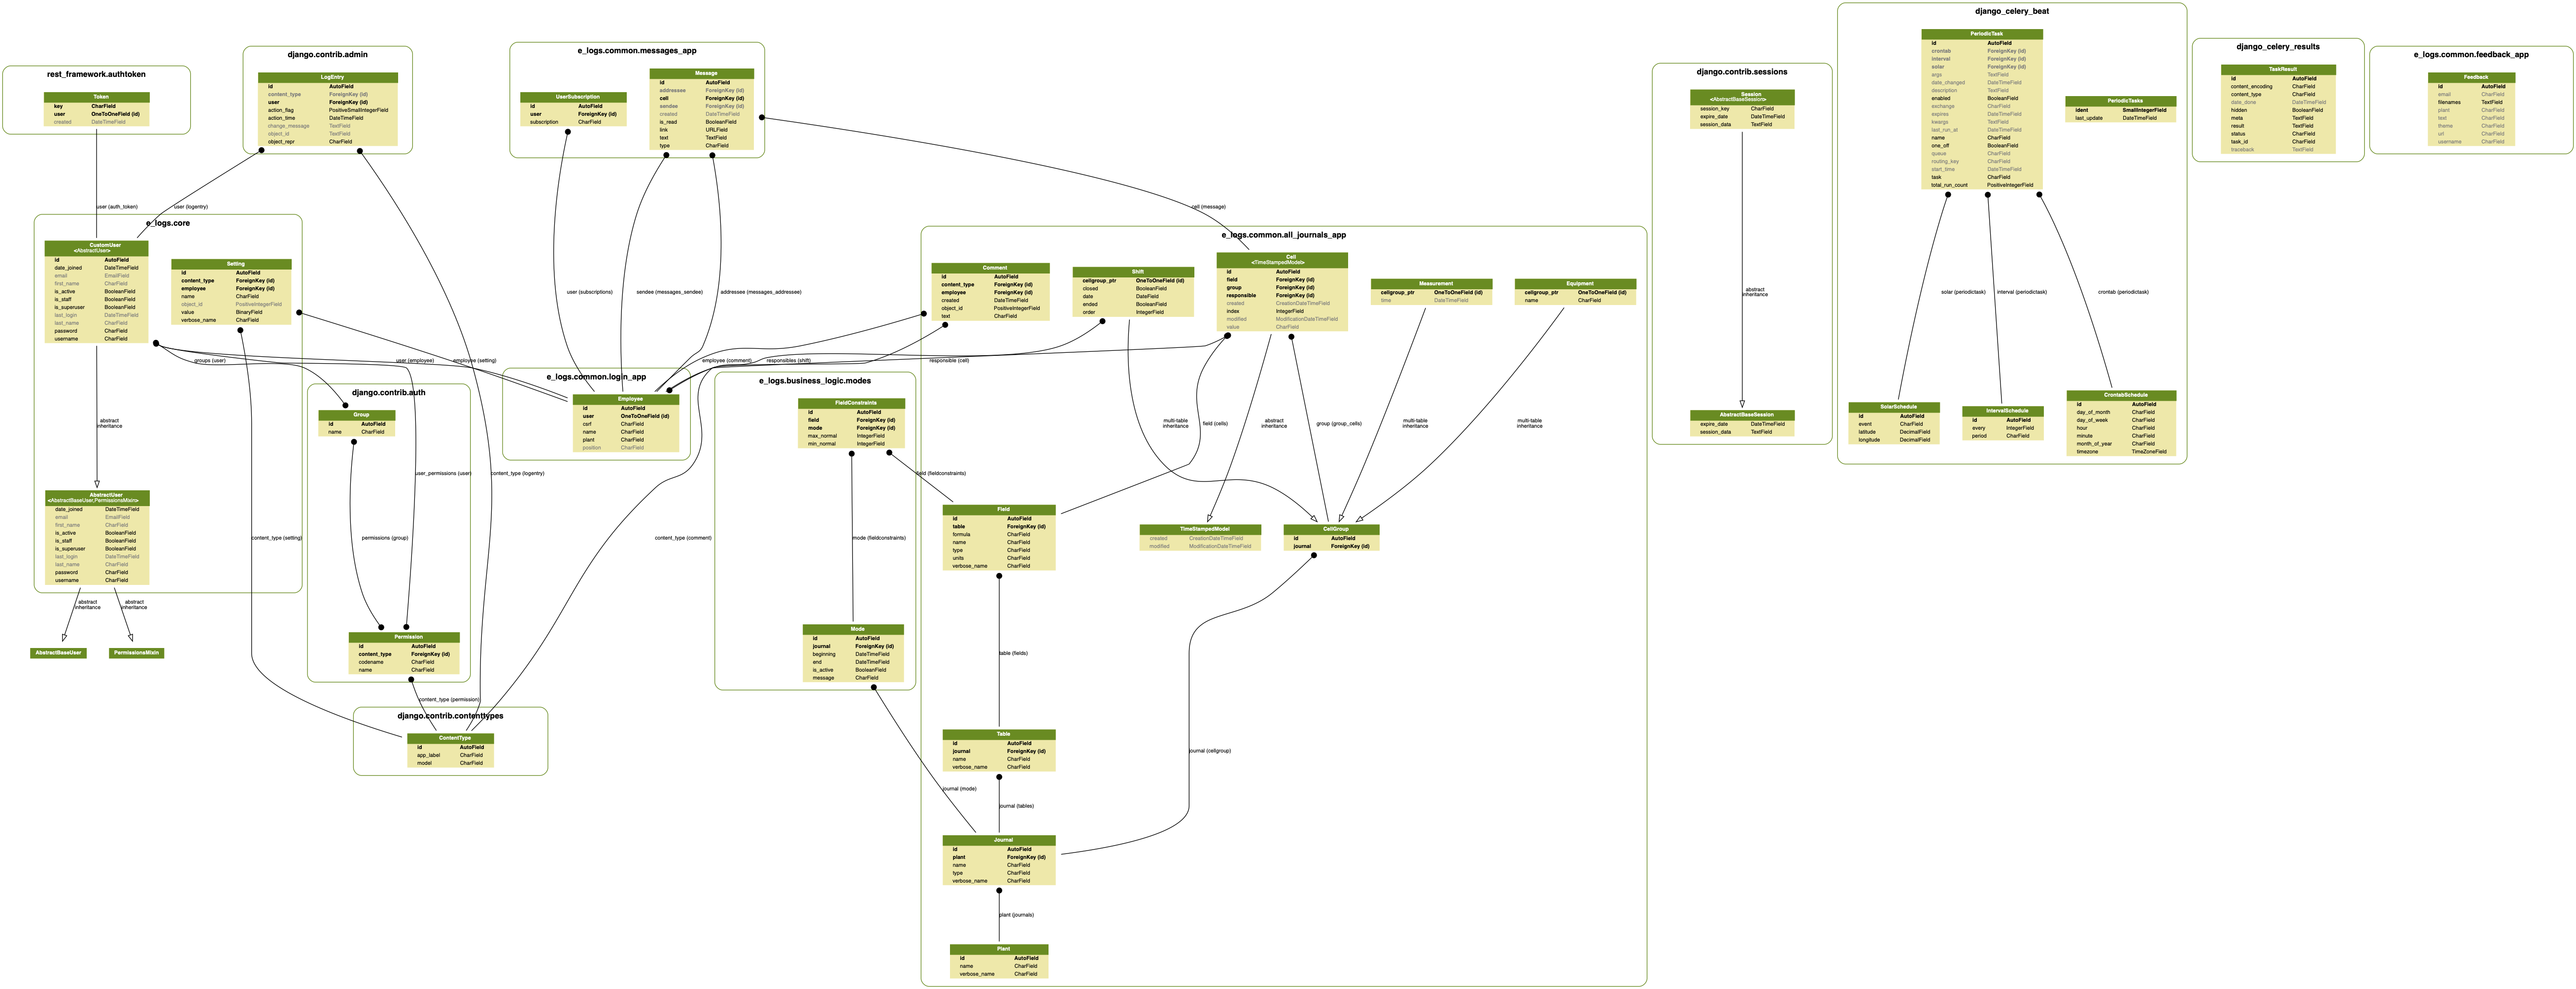 rest_framework.authtoken
Token
key CharField
user OneToOneField (id)
created DateTimeField
django.contrib.admin
LogEntry
id AutoField
content_type ForeignKey (id)
user ForeignKey (id)
action_flag PositiveSmallIntegerField
action_time DateTimeField
change_message TextField
object_id TextField
object_repr CharField
e_logs.common.messages_app
UserSubscription
id AutoField
user ForeignKey (id)
subscription CharField
Message
id AutoField
addressee ForeignKey (id)
cell ForeignKey (id)
sendee ForeignKey (id)
created DateTimeField
is_read BooleanField
link URLField
text TextField
type CharField
django.contrib.sessions
Session
<AbstractBaseSession>
session_key CharField
expire_date DateTimeField
session_data TextField
abstract
inheritance
AbstractBaseSession
expire_date DateTimeField
session_data TextField
django_celery_beat
PeriodicTask
id AutoField
crontab ForeignKey (id)
interval ForeignKey (id)
solar ForeignKey (id)
args TextField
date_changed DateTimeField
description TextField
enabled BooleanField
exchange CharField
expires DateTimeField
kwargs TextField
last_run_at DateTimeField
name CharField
one_off BooleanField
queue CharField
routing_key CharField
start_time DateTimeField
task CharField
total_run_count PositiveIntegerField
PeriodicTasks
ident SmallIntegerField
last_update DateTimeField
solar (periodictask)
interval (periodictask)
crontab (periodictask)
SolarSchedule
id AutoField
event CharField
latitude DecimalField
longitude DecimalField
IntervalSchedule
id AutoField
every IntegerField
period CharField
CrontabSchedule
id AutoField
day_of_month CharField
day_of_week CharField
hour CharField
minute CharField
month_of_year CharField
timezone TimeZoneField
django_celery_results
TaskResult
id AutoField
content_encoding CharField
content_type CharField
date_done DateTimeField
hidden BooleanField
meta TextField
result TextField
status CharField
task_id CharField
traceback TextField
e_logs.common.feedback_app
Feedback
id AutoField
email CharField
filenames TextField
plant CharField
text CharField
theme CharField
url CharField
username CharField
user (auth_token)
user (logentry)
cell (message)
e_logs.core
CustomUser
<AbstractUser>
id AutoField
date_joined DateTimeField
email EmailField
first_name CharField
is_active BooleanField
is_staff BooleanField
is_superuser BooleanField
last_login DateTimeField
last_name CharField
password CharField
username CharField
Setting
id AutoField
content_type ForeignKey (id)
employee ForeignKey (id)
name CharField
object_id PositiveIntegerField
value BinaryField
verbose_name CharField
abstract
inheritance
AbstractUser
<AbstractBaseUser,PermissionsMixin>
date_joined DateTimeField
email EmailField
first_name CharField
is_active BooleanField
is_staff BooleanField
is_superuser BooleanField
last_login DateTimeField
last_name CharField
password CharField
username CharField
abstract
inheritance
abstract
inheritance
AbstractBaseUser
PermissionsMixin
groups (user)
user (employee)
employee (setting)
user (subscriptions)
sendee (messages_sendee)
addressee (messages_addressee)
employee (comment)
responsibles (shift)
responsible (cell)
django.contrib.auth
Group
id AutoField
name CharField
permissions (group)
user_permissions (user)
content_type (logentry)
content_type (setting)
content_type (comment)
Permission
id AutoField
content_type ForeignKey (id)
codename CharField
name CharField
content_type (permission)
django.contrib.contenttypes
ContentType
id AutoField
app_label CharField
model CharField
e_logs.common.login_app
Employee
id AutoField
user OneToOneField (id)
csrf CharField
name CharField
plant CharField
position CharField
e_logs.business_logic.modes
FieldConstraints
id AutoField
field ForeignKey (id)
mode ForeignKey (id)
max_normal IntegerField
min_normal IntegerField
field (fieldconstraints)
mode (fieldconstraints)
Mode
id AutoField
journal ForeignKey (id)
beginning DateTimeField
end DateTimeField
is_active BooleanField
message CharField
journal (mode)
e_logs.common.all_journals_app
Comment
id AutoField
content_type ForeignKey (id)
employee ForeignKey (id)
created DateTimeField
object_id PositiveIntegerField
text CharField
Shift
cellgroup_ptr OneToOneField (id)
closed BooleanField
date DateField
ended BooleanField
order IntegerField
Cell
<TimeStampedModel>
id AutoField
field ForeignKey (id)
group ForeignKey (id)
responsible ForeignKey (id)
created CreationDateTimeField
index IntegerField
modified ModificationDateTimeField
value CharField
Measurement
cellgroup_ptr OneToOneField (id)
time DateTimeField
Equipment
cellgroup_ptr OneToOneField (id)
name CharField
multi-table
inheritance
field (cells)
abstract
inheritance
group (group_cells)
multi-table
inheritance
multi-table
inheritance
Field
id AutoField
table ForeignKey (id)
formula CharField
name CharField
type CharField
units CharField
verbose_name CharField
TimeStampedModel
created CreationDateTimeField
modified ModificationDateTimeField
CellGroup
id AutoField
journal ForeignKey (id)
table (fields)
Table
id AutoField
journal ForeignKey (id)
name CharField
verbose_name CharField
journal (cellgroup)
journal (tables)
Journal
id AutoField
plant ForeignKey (id)
name CharField
type CharField
verbose_name CharField
plant (journals)
Plant
id AutoField
name CharField
verbose_name CharField